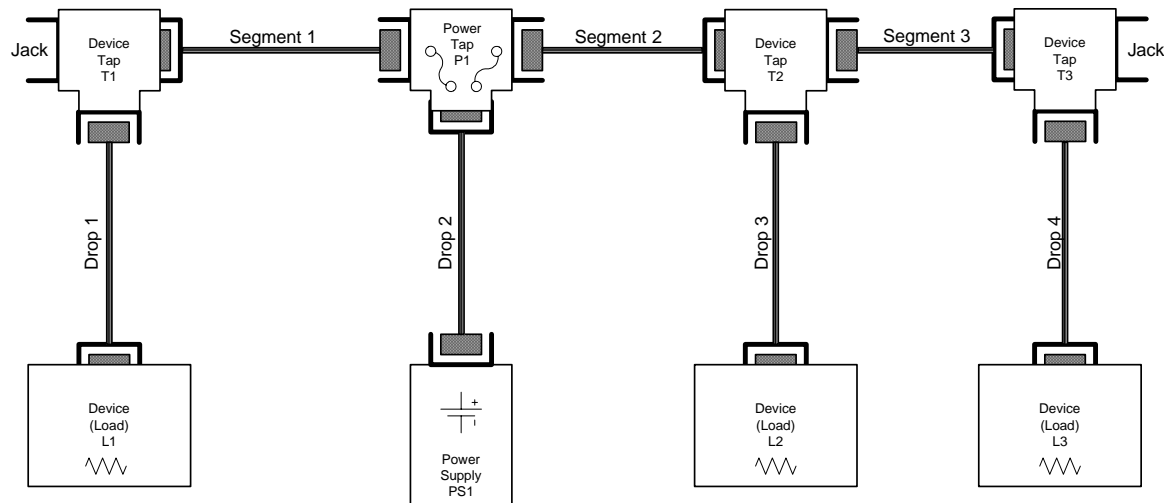 Jack
Device
Tap
T1
Segment 1
Power
Tap
P1
Segment 2
Device
Tap
T2
Segment 3
Device
Tap
T3
Jack
Drop 1
Drop 2
Drop 3
Drop 4
Device
(Load)
L1
+
-
Power
Supply
PS1
Device
(Load)
L2
Device
(Load)
L3